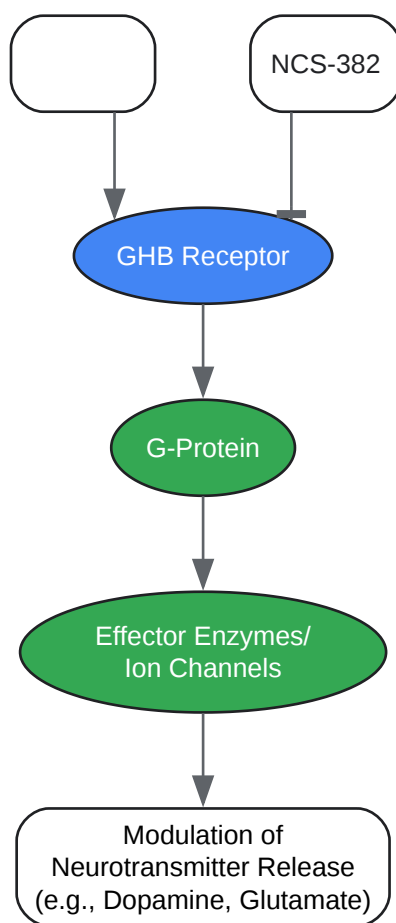 NCS-382
GHB Receptor
G-Protein
Effector Enzymes/
Ion Channels
Modulation of
Neurotransmitter Release
(e.g., Dopamine, Glutamate)